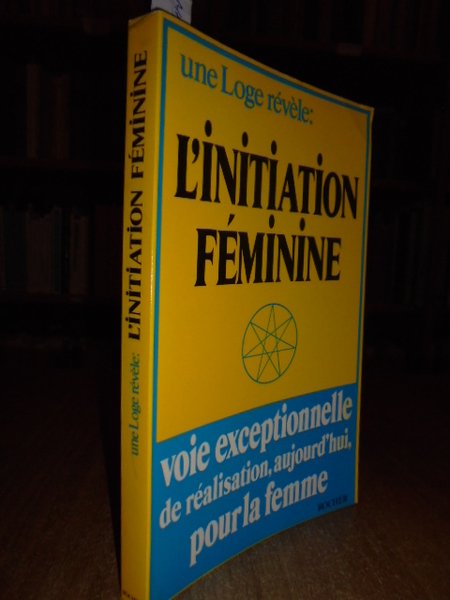 une Loge révèle: L'iNiTiATiON FÉMiNiNE
une Loge révèle:
L'iNiTiATiON
FÉMiNiNE
voie exceptionnelle
de réalisation, aujourd'hui,
pour la femme
ROCHER